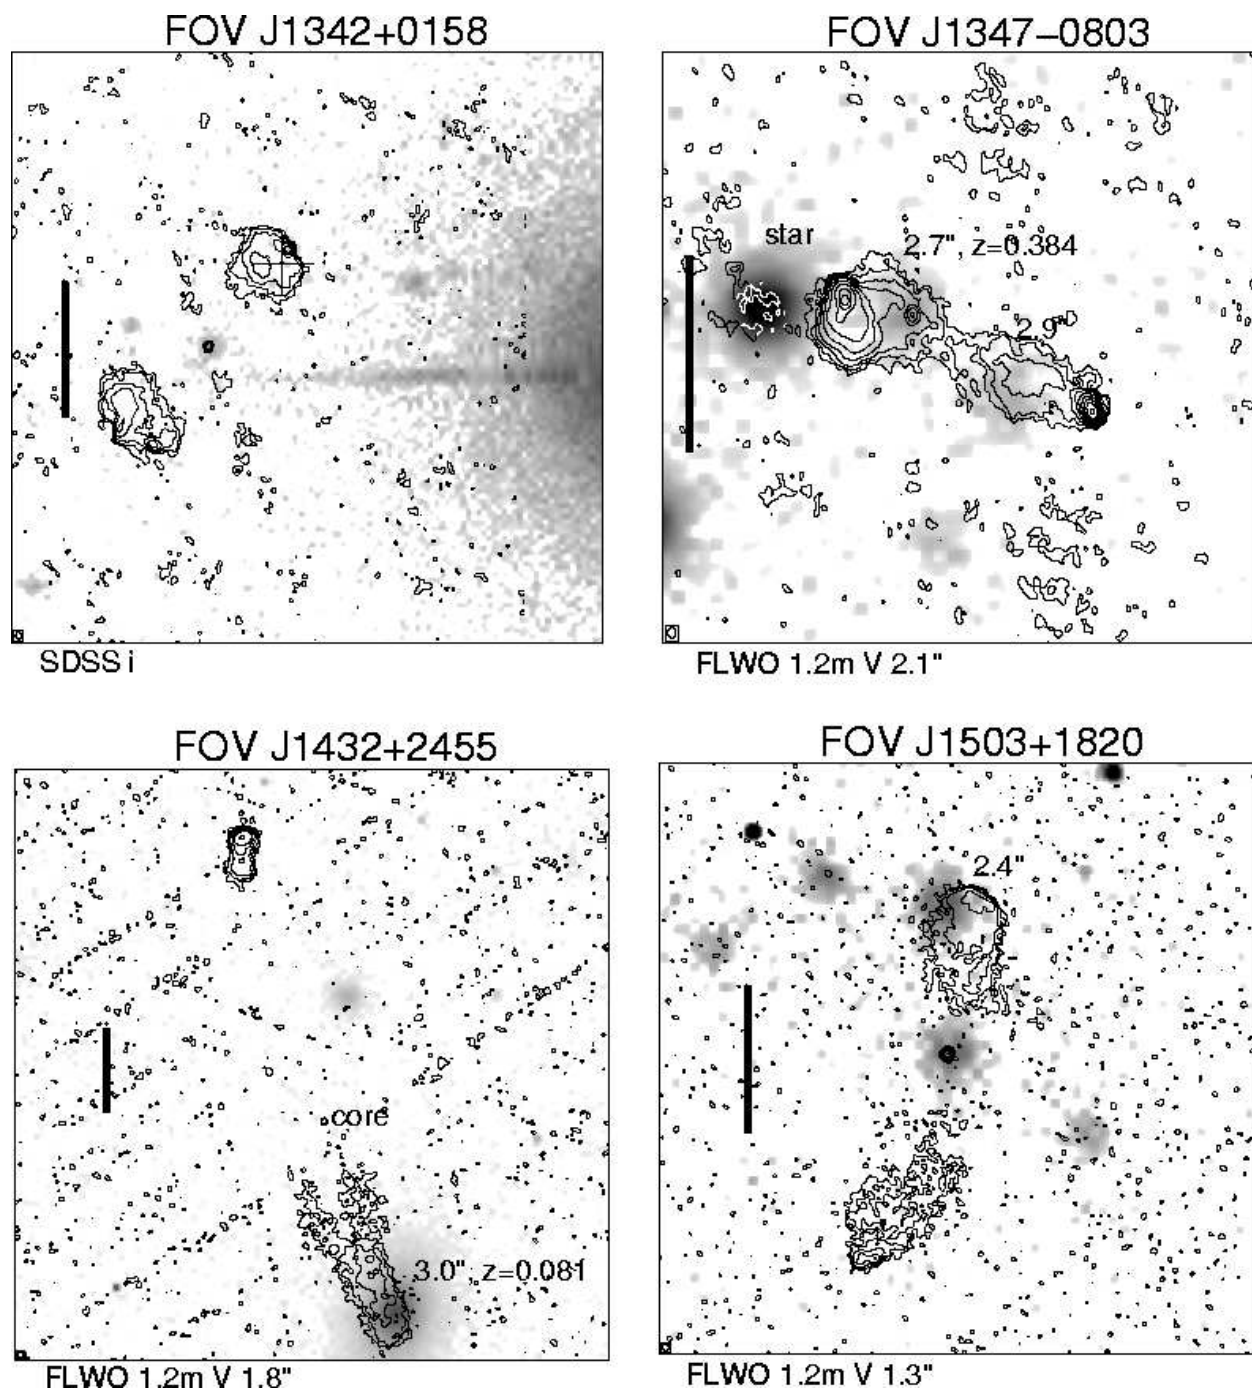 FOV J1342+0158
FOV J1347−0803
star
2.7", z=0.384
2.9"
SDSS i
FLWO 1.2m V 2.1"
FOV J1432+2455
FOV J1503+1820
2.4"
core
3.0", z=0.081
FLWO 1.2m V 1.8"
FLWO 1.2m V 1.3"